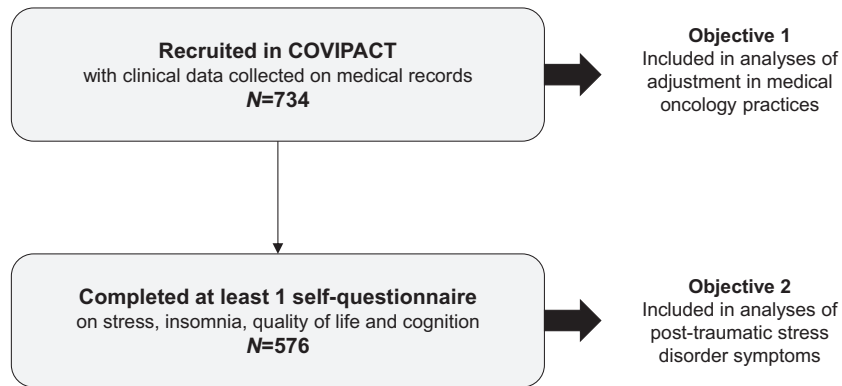 Recruited in COVIPACT
with clinical data collected on medical records
N=734
Objective 1
Included in analyses of
adjustment in medical
oncology practices
Completed at least 1 self-questionnaire
on stress, insomnia, quality of life and cognition
N=576
Objective 2
Included in analyses of
post-traumatic stress
disorder symptoms